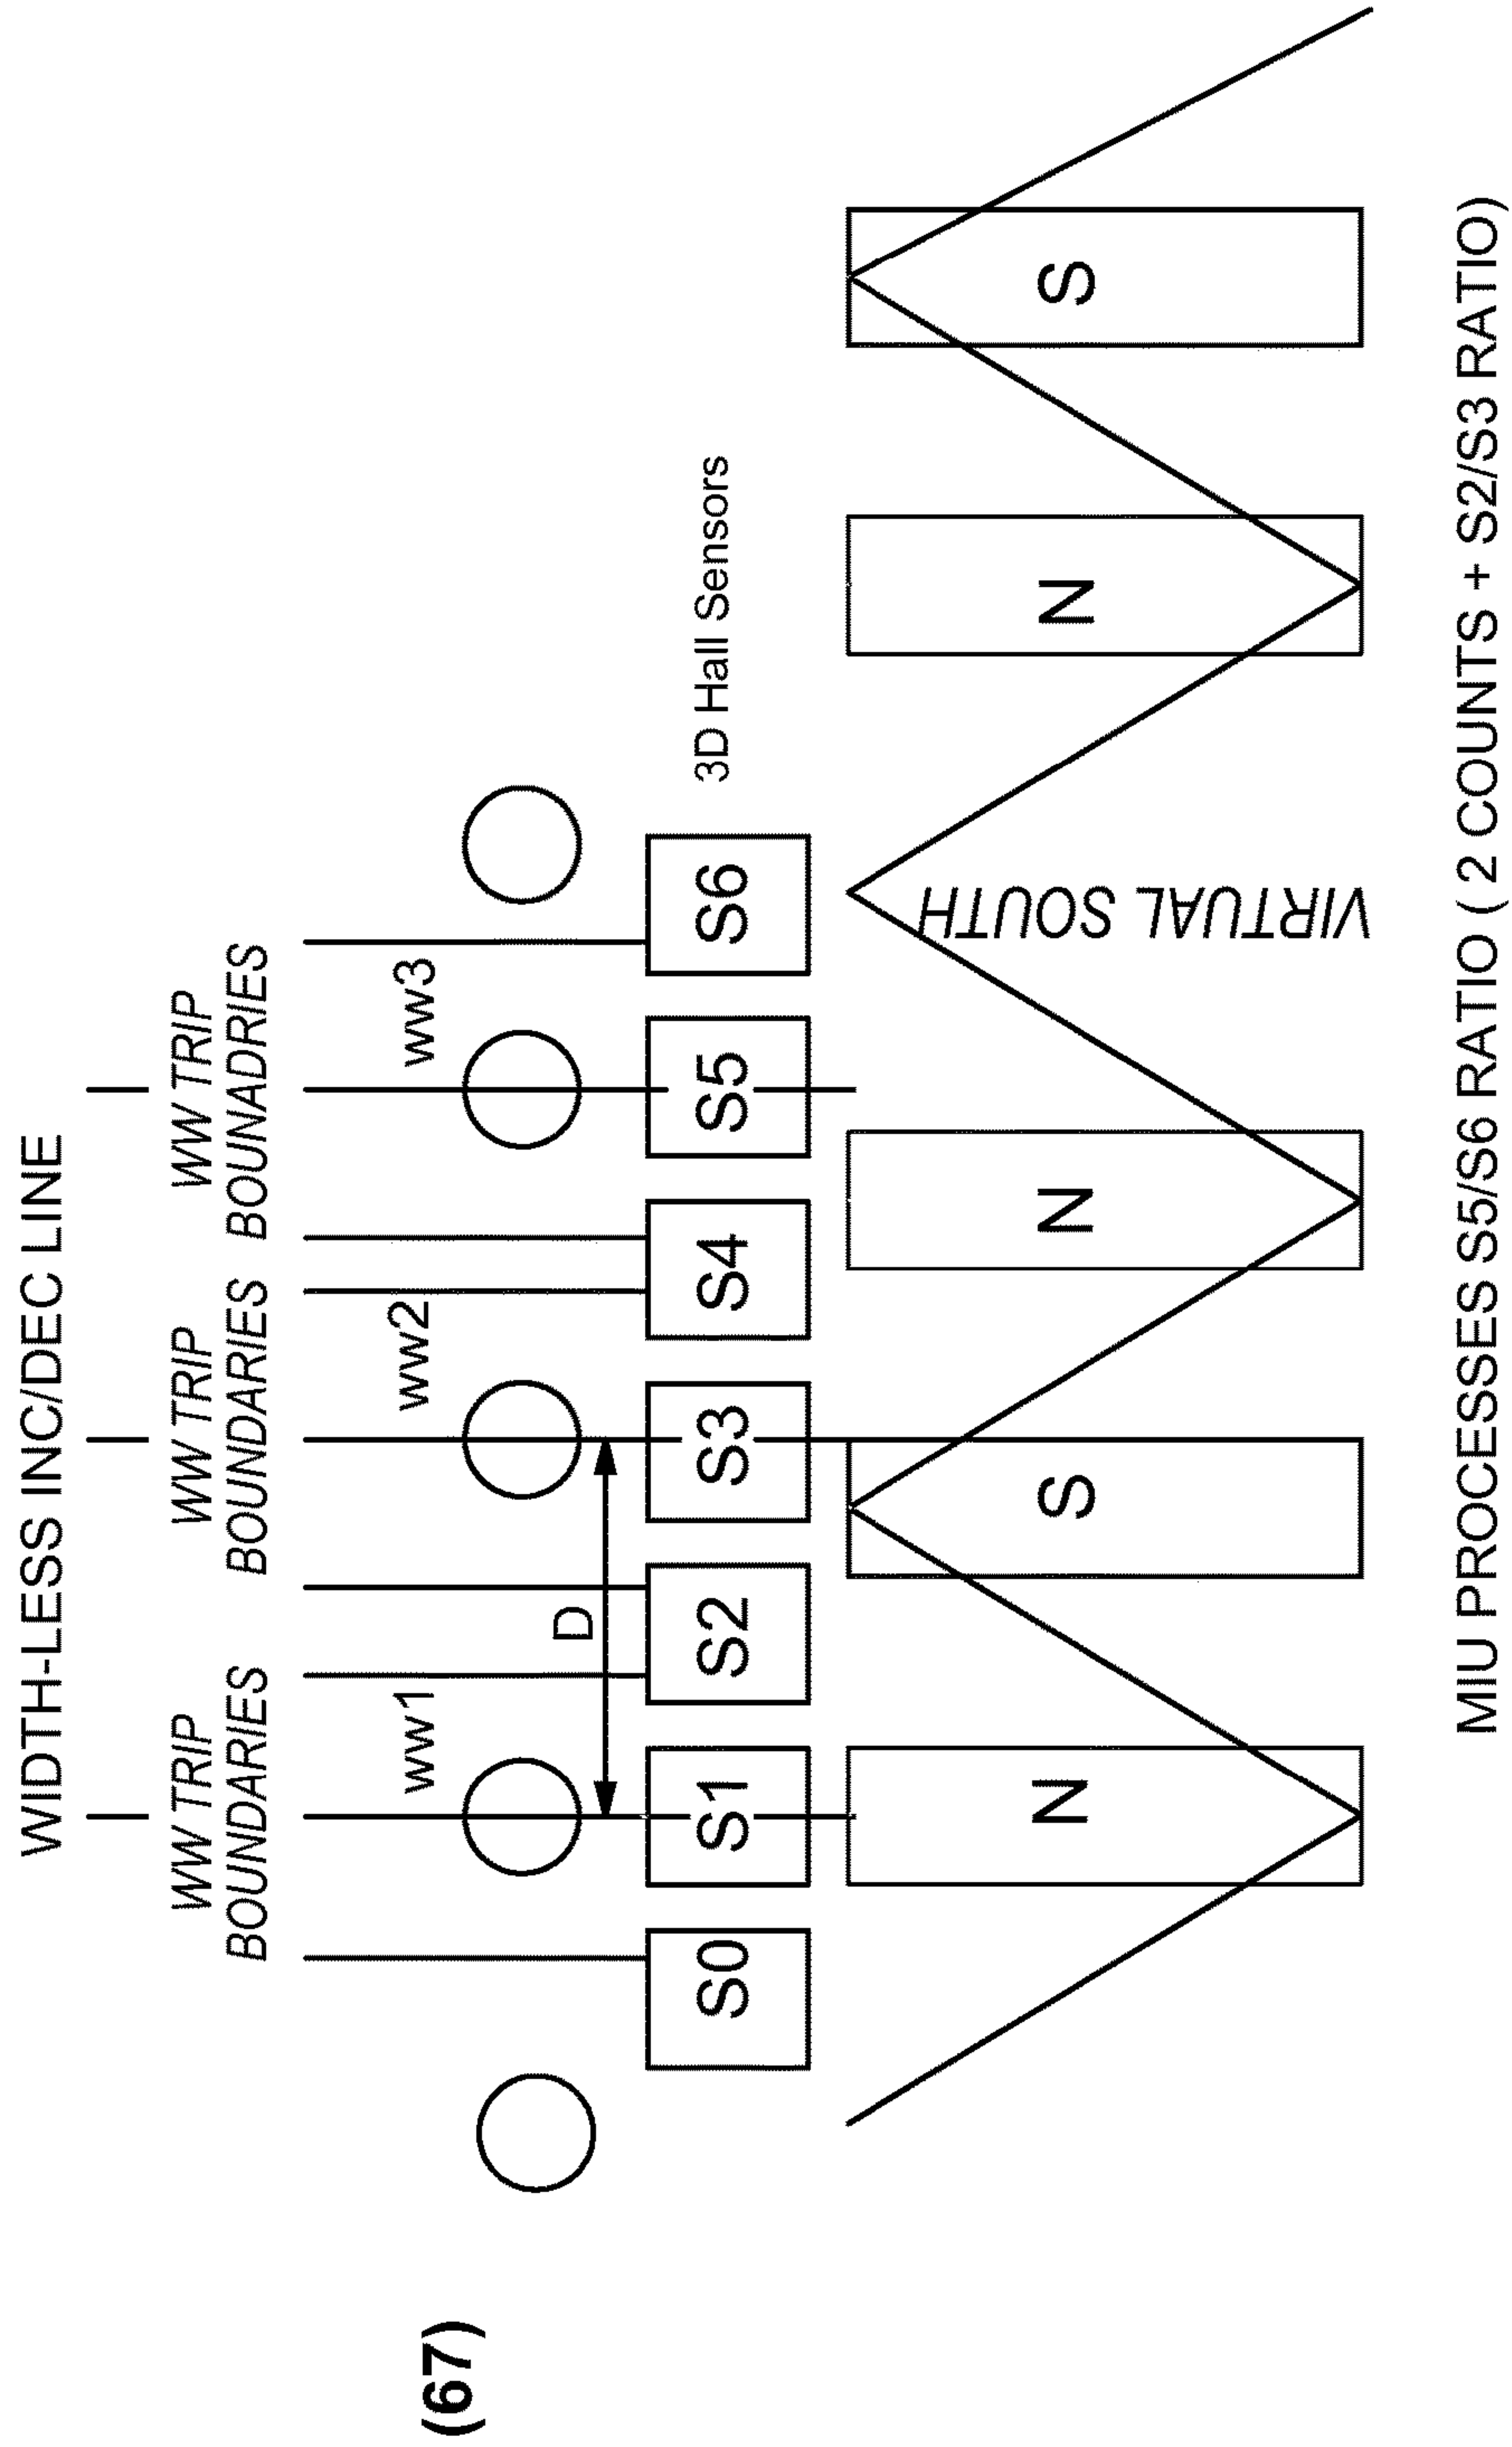 (67)
WIDTH-LESS INC/DEC LINE
WW TRIP
BOUNDARIES
WW TRIP
BOUNDARIES
WW TRIP
BOUNADRIES
ww1
ww2
ww3
D
S0
S1
S2
S3
S4
S5
S6
3D Hall Sensors
N
S
N
VIRTUAL SOUTH
N
S
MIU PROCESSES S5/S6 RATIO ( 2 COUNTS + S2/S3 RATIO)